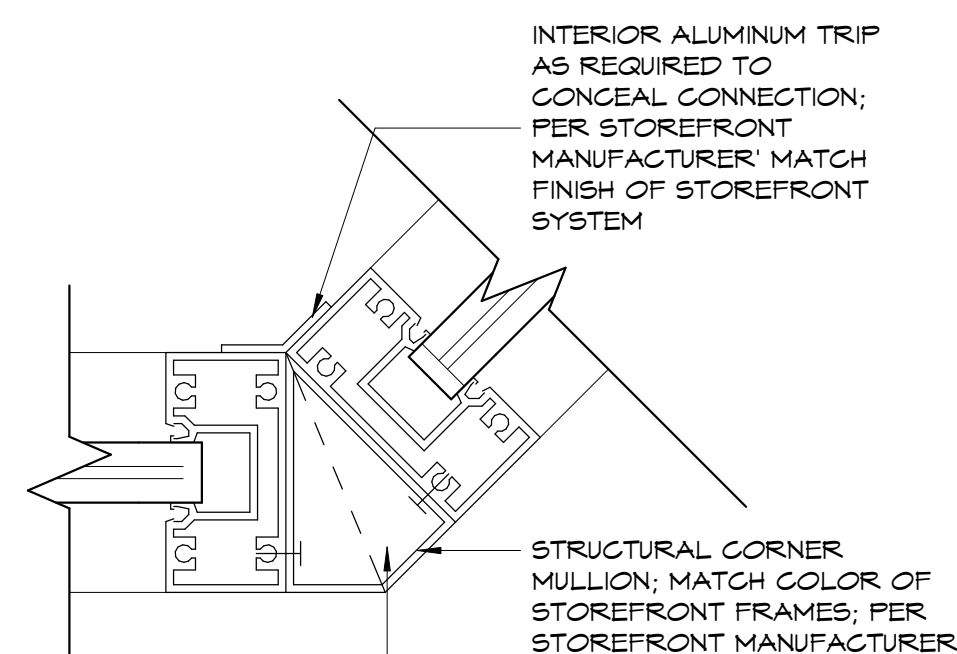 INTERIOR ALUMINUM TRIP
AS REQUIRED TO
CONCEAL CONNECTION;
PER STOREFRONT
MANUFACTURER' MATCH
FINISH OF STOREFRONT
SYSTEM
STRUCTURAL CORNER
MULLION; MATCH COLOR OF
STOREFRONT FRAMES; PER
STOREFRONT MANUFACTURER